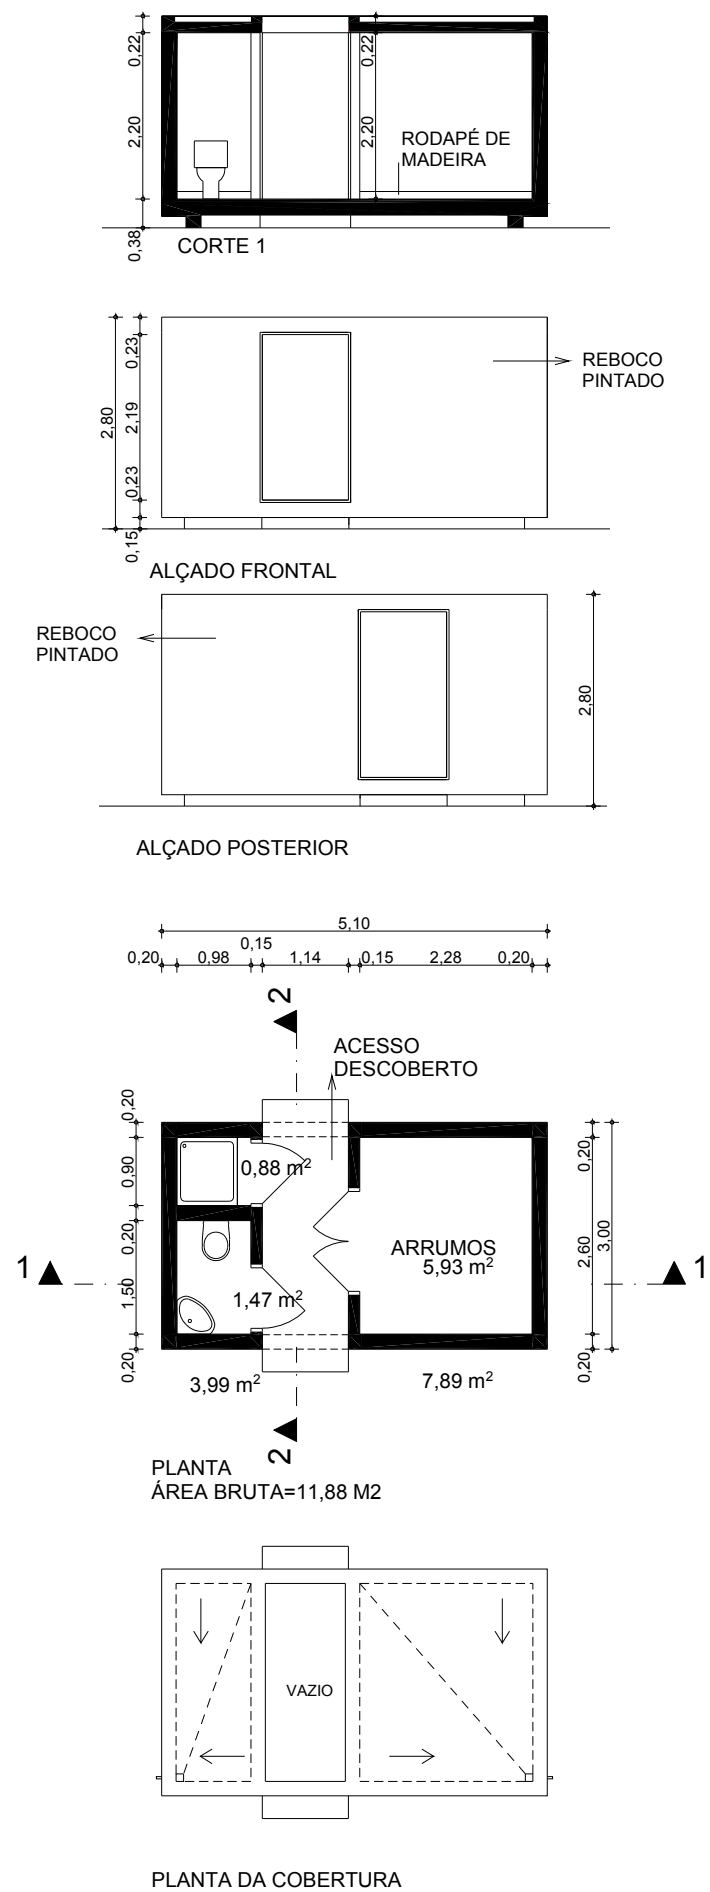 0,22
0,22
2,20
2,20
RODAPÉ DE
MADEIRA
0,38
CORTE 1
0,23
2,80
2,19
0,23
0,15
REBOCO
PINTADO
ALÇADO FRONTAL
REBOCO
PINTADO
2,80
ALÇADO POSTERIOR
5,10
0,20 0,98 0,15 1,14 0,15 2,28 0,20
2
ACESSO
DESCOBERTO
0,20
0,90
0,20
1,50
0,20
0,88 m²
ARRUMOS
5,93 m²
1,47 m²
0,20
2,60
3,00
0,20
1
1
3,99 m²
7,89 m²
2
PLANTA
ÁREA BRUTA=11,88 M2
VAZIO
PLANTA DA COBERTURA